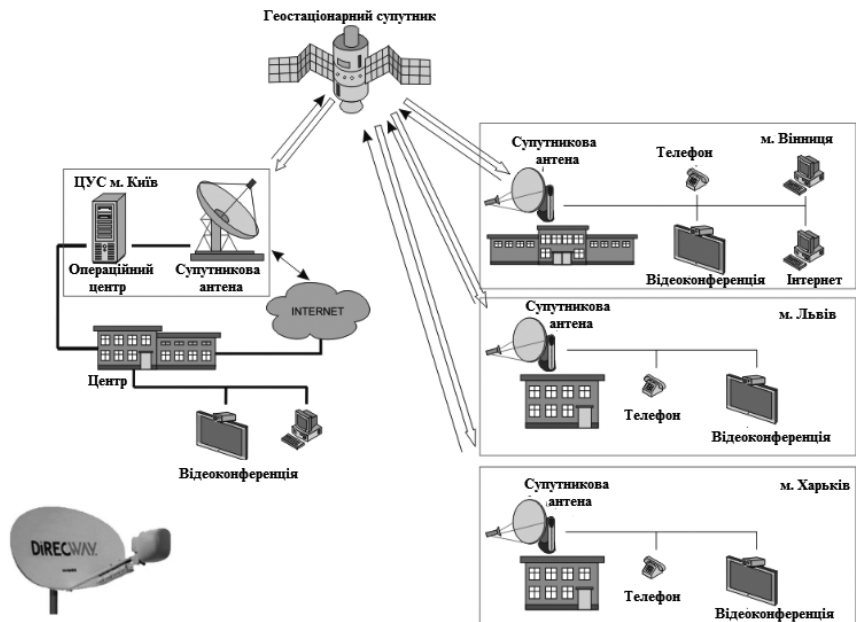 Геостаціонарний супутник
ЦУС м. Київ
Операційний
центр
Супутникова
антена
INTERNET
Центр
Відеоконференція
DIRECWAY
Супутникова
антена
Телефон
м. Вінниця
Відеоконференція
Інтернет
Супутникова
антена
м. Львів
Телефон
Відеоконференція
Супутникова
антена
м. Харьків
Телефон
Відеоконференція